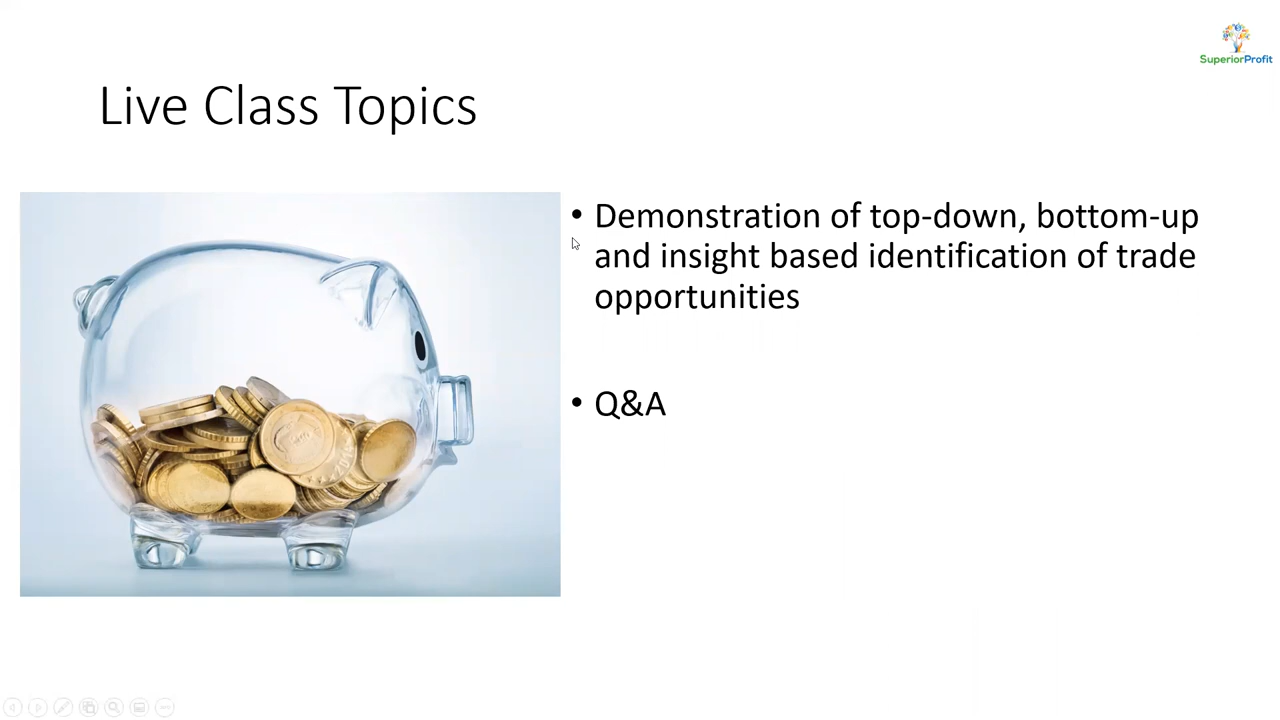 SuperiorProfit
Live Class Topics
• Demonstration of top-down, bottom-up
and insight based identification of trade
opportunities
• Q&A